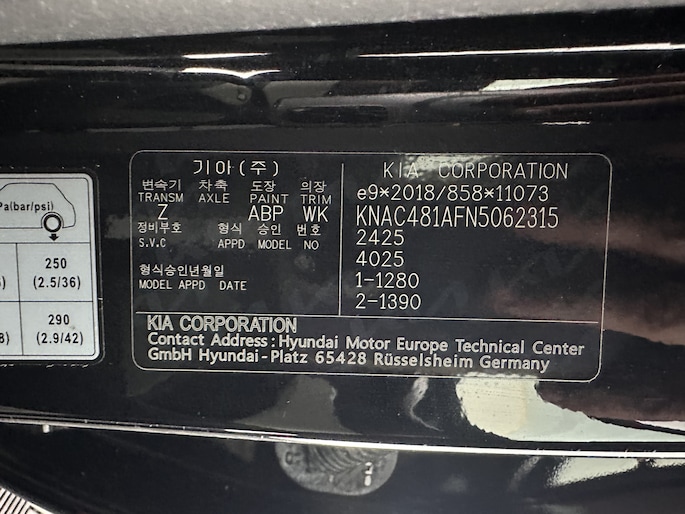 Pa(bar/psi)
250
(2.5/36)
290
(2.9/42)
기아(주)
변속기 차축 도장 의장
TRANSM AXLE PAINT TRIM
Z ABP WK
정비부호 형식 승인 번호
S.V.C APPD MODEL NO
형식승인년월일
MODEL APPD DATE
KIA CORPORATION
e9*2018/858*11073
KNAC481AFN5062315
2425
4025
1-1280
2-1390
KIA CORPORATION
Contact Address : Hyundai Motor Europe Technical Center
GmbH Hyundai-Platz 65428 Rüsselsheim Germany